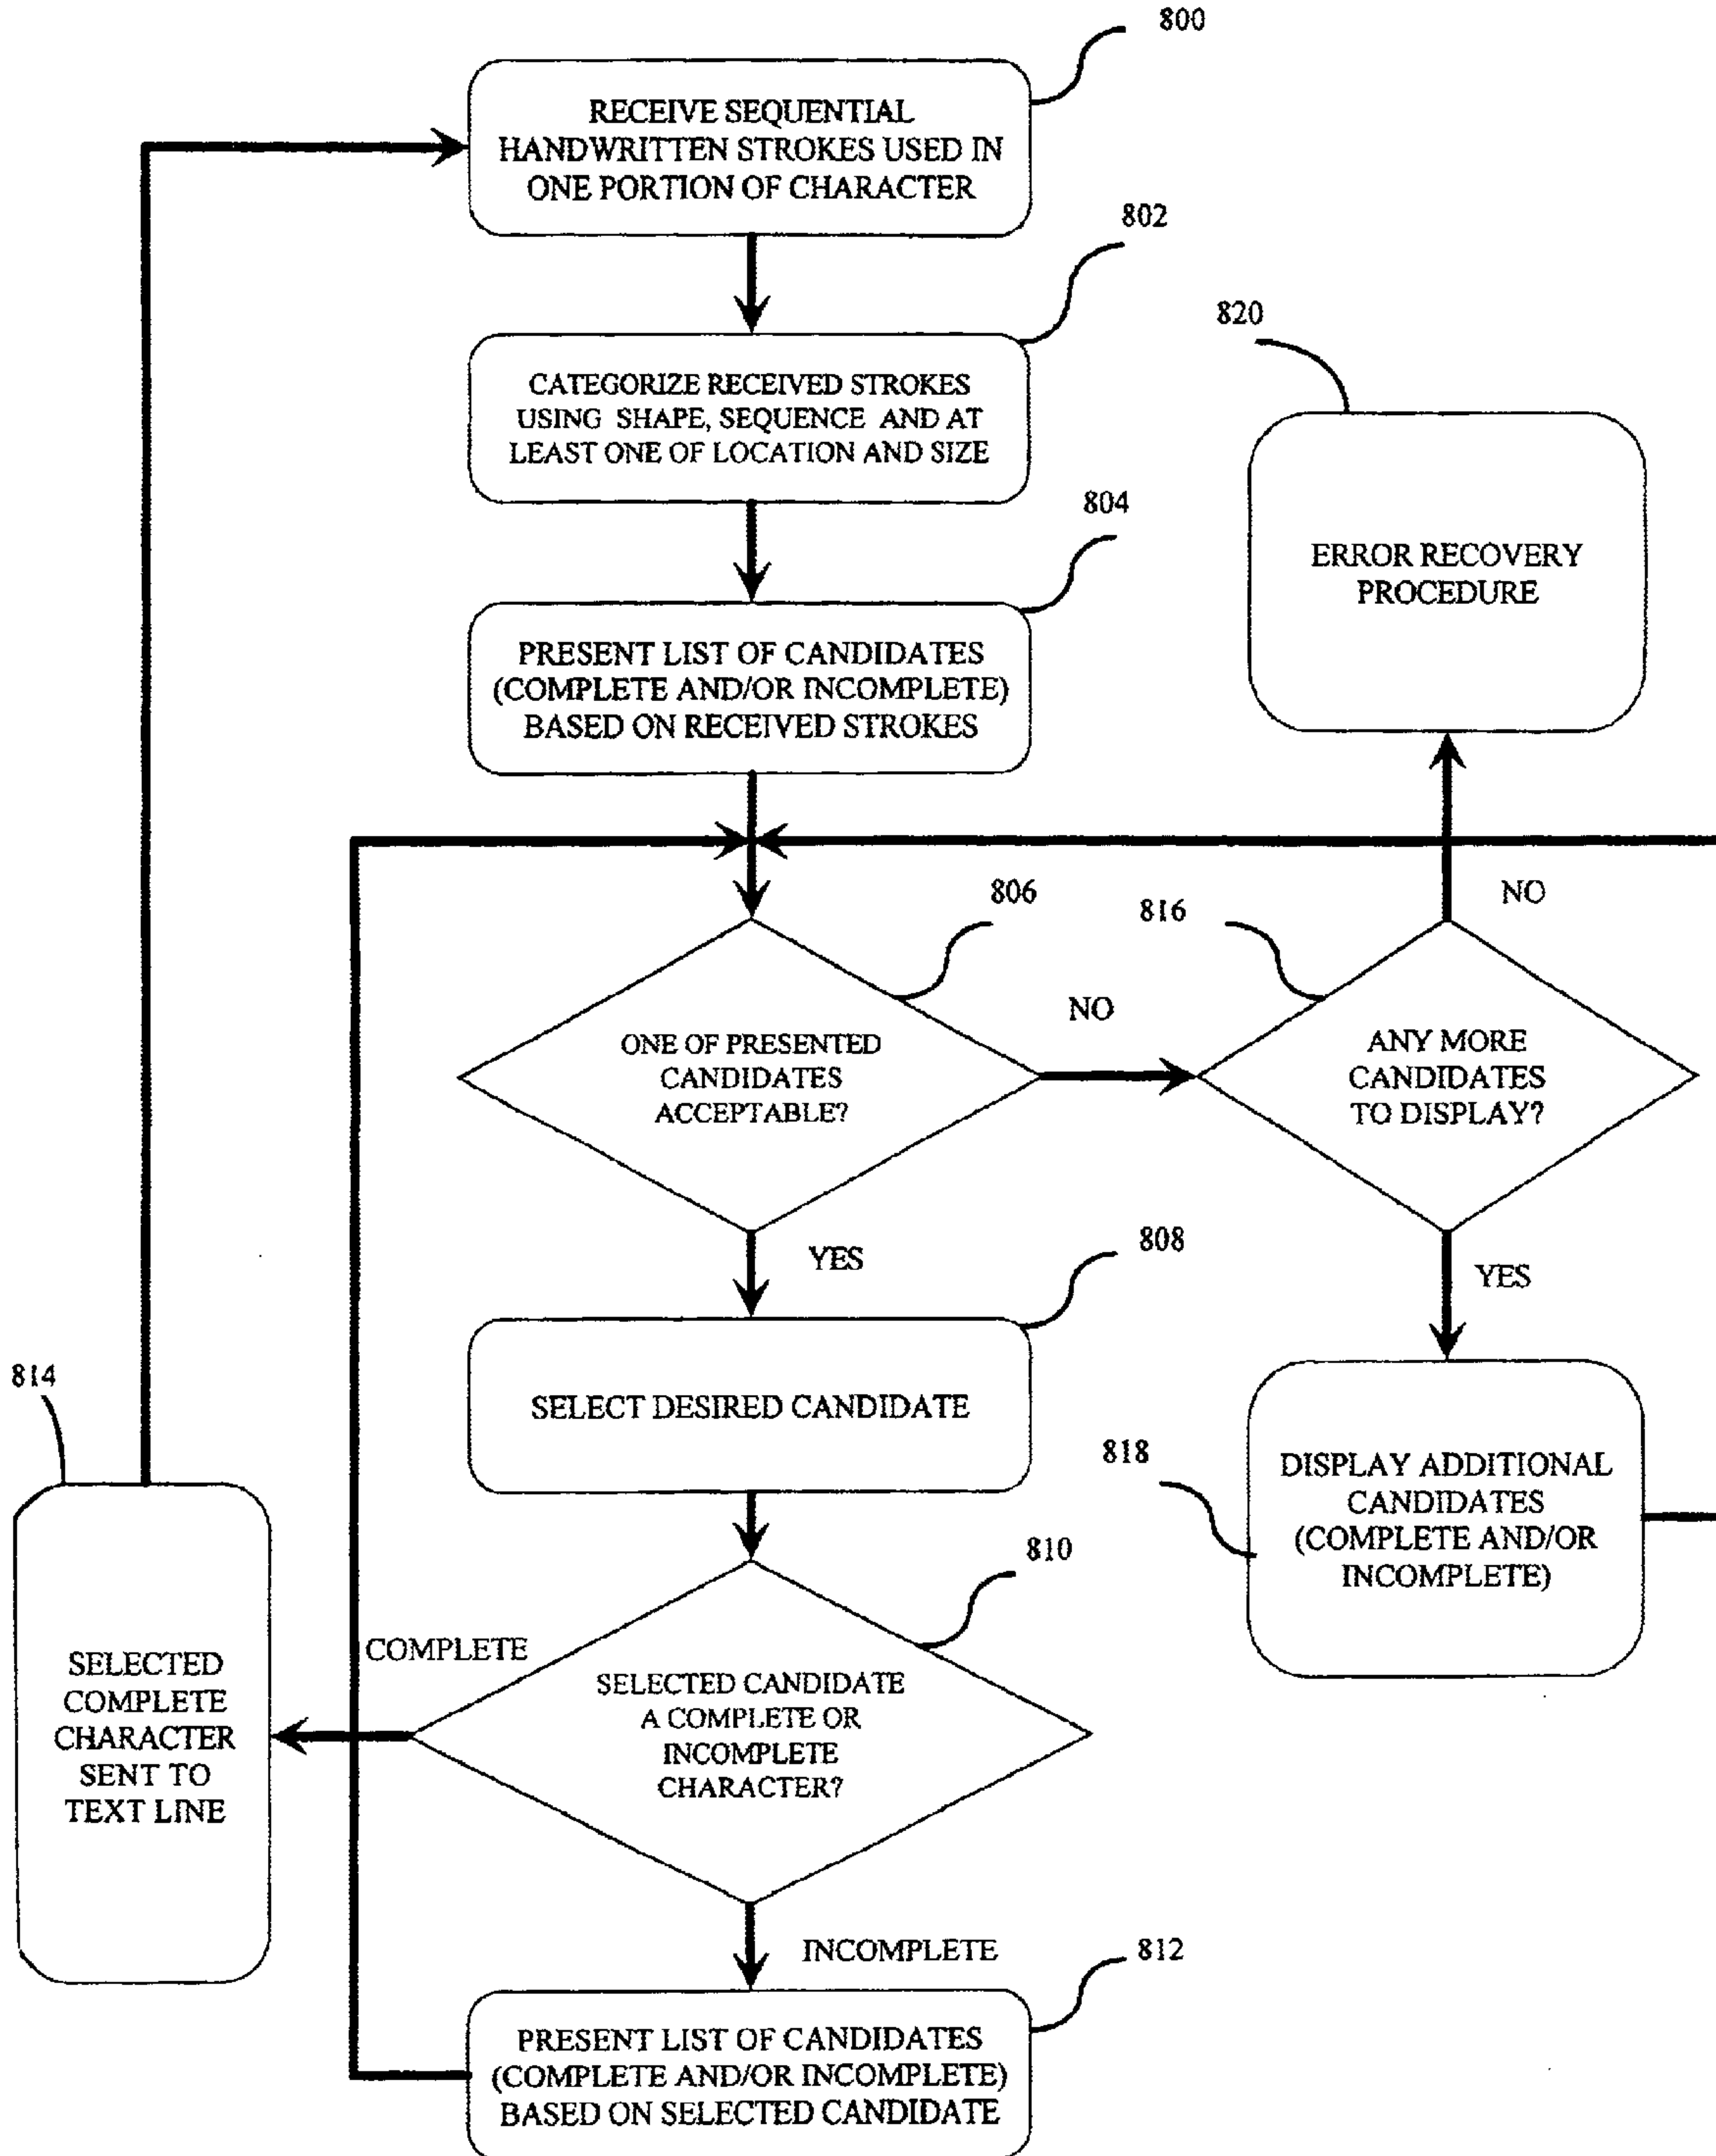 800
RECEIVE SEQUENTIAL
HANDWRITTEN STROKES USED IN
ONE PORTION OF CHARACTER
802
CATEGORIZE RECEIVED STROKES
USING SHAPE, SEQUENCE AND AT
LEAST ONE OF LOCATION AND SIZE
804
PRESENT LIST OF CANDIDATES
(COMPLETE AND/OR INCOMPLETE)
BASED ON RECEIVED STROKES
820
ERROR RECOVERY
PROCEDURE
806
ONE OF PRESENTED
CANDIDATES
ACCEPTABLE?
NO
816
ANY MORE
CANDIDATES
TO DISPLAY?
NO
YES
808
SELECT DESIRED CANDIDATE
YES
818
DISPLAY ADDITIONAL
CANDIDATES
(COMPLETE AND/OR
INCOMPLETE)
810
SELECTED CANDIDATE
A COMPLETE OR
INCOMPLETE
CHARACTER?
COMPLETE
814
SELECTED
COMPLETE
CHARACTER
SENT TO
TEXT LINE
INCOMPLETE
812
PRESENT LIST OF CANDIDATES
(COMPLETE AND/OR INCOMPLETE)
BASED ON SELECTED CANDIDATE